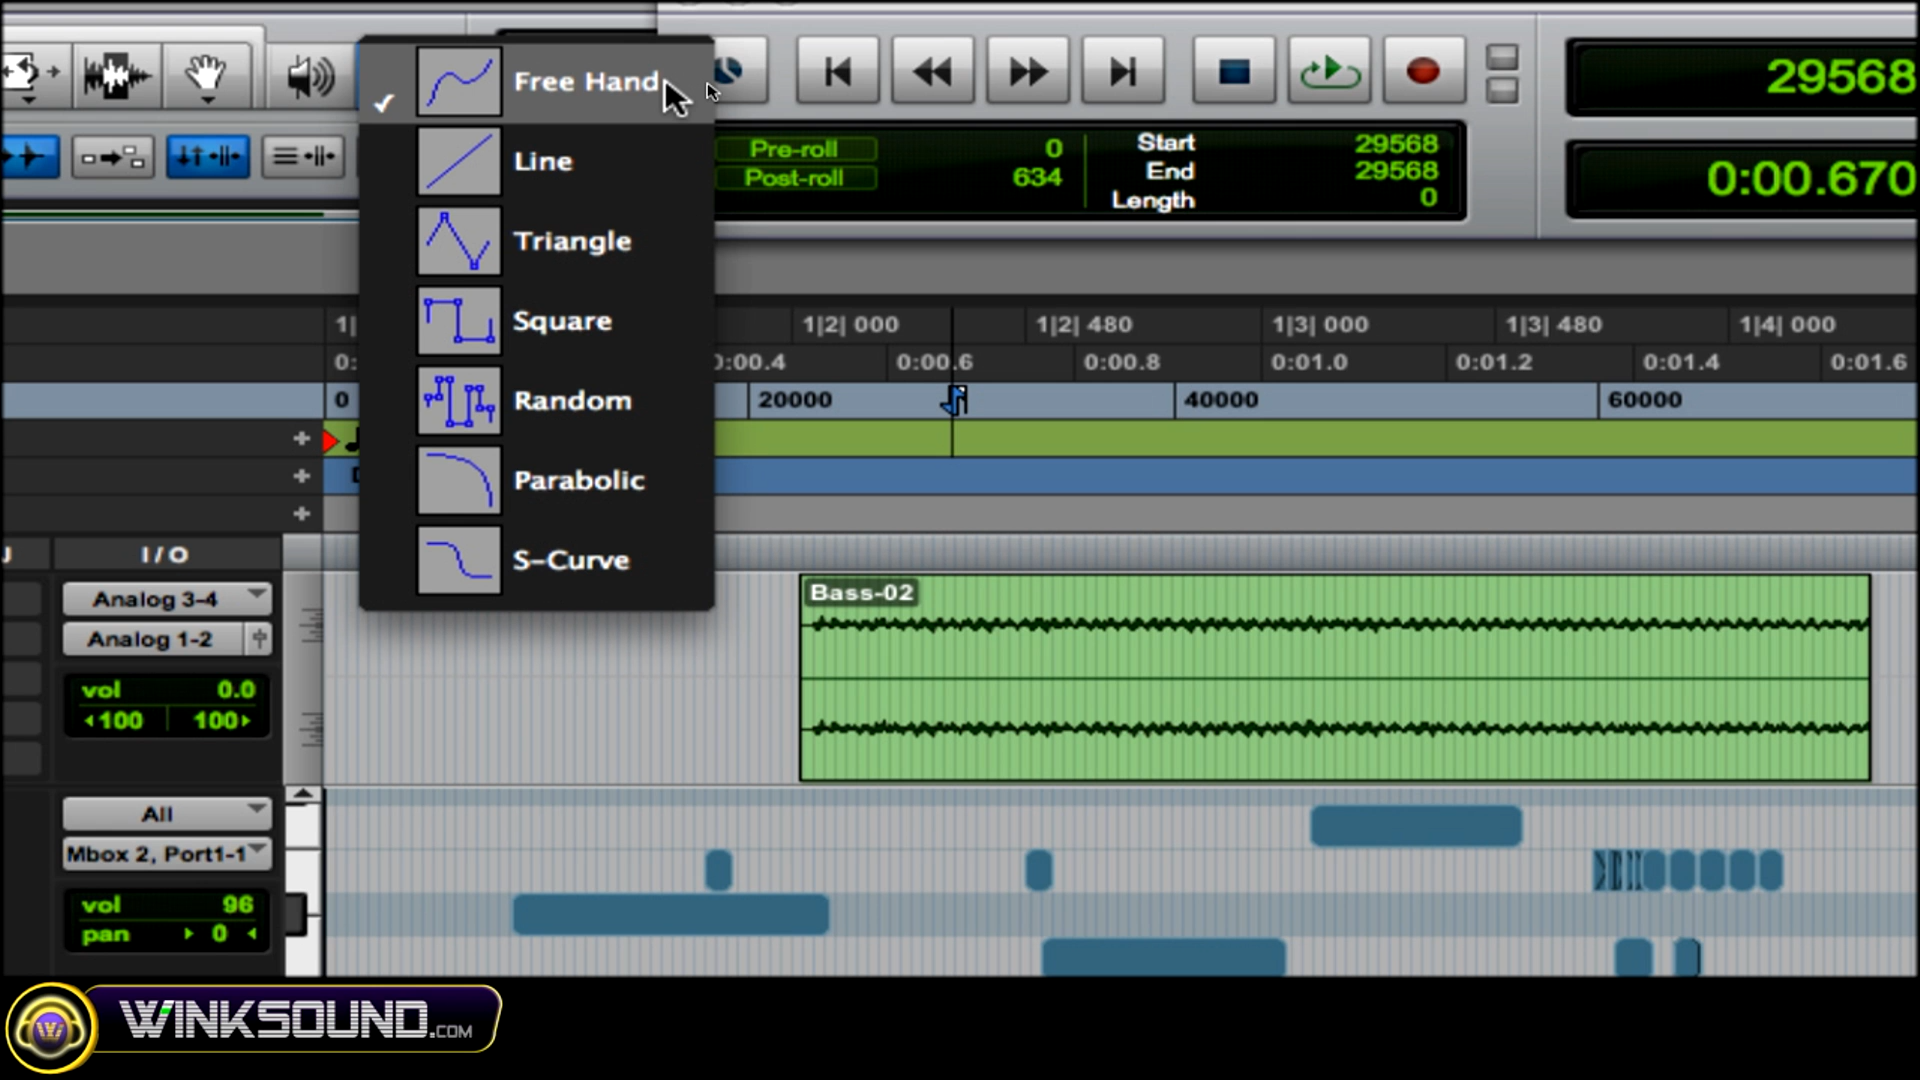 Free Hand
Line
Triangle
Square
Random
Parabolic
S-Curve
29568
0:00.670
Pre-roll 0
Post-roll 634
Start 29568
End 29568
Length 0
1| 1|2| 000 1|2| 480 1|3| 000 1|3| 480 1|4| 000
0: 0:00.4 0:00.6 0:00.8 0:01.0 0:01.2 0:01.4 0:01.6
0 20000 40000 60000
I/O
Analog 3-4
Analog 1-2
vol 0.0
100 100
Bass-02
All
Mbox 2, Port1-1
vol 96
pan 0
WINKSOUND.COM